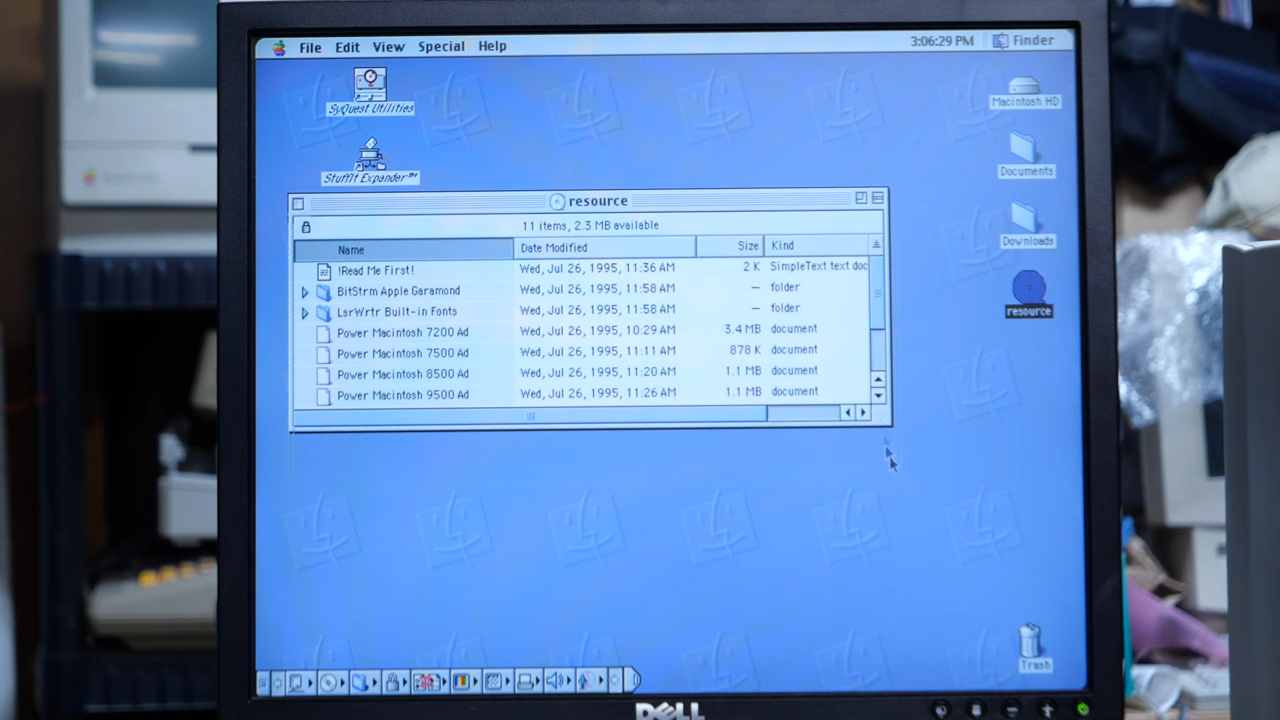 File Edit View Special Help 3:06:29 PM Finder
SyQuest Utilities
StuffIt Expander™
Macintosh HD
Documents
Downloads
resource
resource
11 items, 2.3 MB available
Name Date Modified Size Kind
!Read Me First! Wed, Jul 26, 1995, 11:36 AM 2 K SimpleText text doc
BitStrm Apple Garamond Wed, Jul 26, 1995, 11:58 AM — folder
LsrWrtr Built-in Fonts Wed, Jul 26, 1995, 11:58 AM — folder
Power Macintosh 7200 Ad Wed, Jul 26, 1995, 10:29 AM 3.4 MB document
Power Macintosh 7500 Ad Wed, Jul 26, 1995, 11:11 AM 878 K document
Power Macintosh 8500 Ad Wed, Jul 26, 1995, 11:20 AM 1.1 MB document
Power Macintosh 9500 Ad Wed, Jul 26, 1995, 11:26 AM 1.1 MB document
Trash
DELL